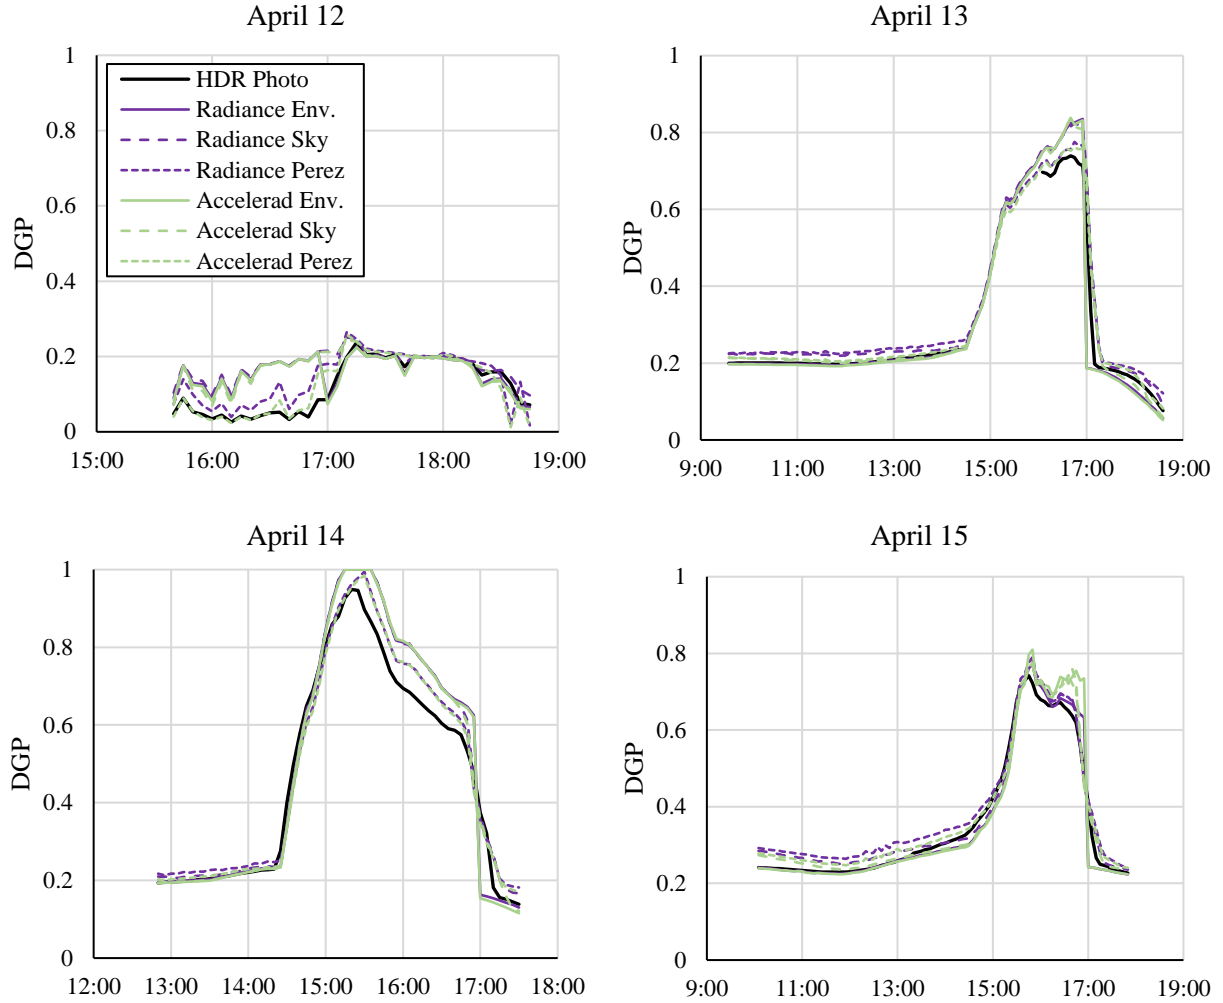 April 12
1
0.8
0.6
0.4
0.2
0
DGP
HDR Photo
Radiance Env.
Radiance Sky
Radiance Perez
Accelerad Env.
Accelerad Sky
Accelerad Perez
15:00 16:00 17:00 18:00 19:00
April 13
1
0.8
0.6
0.4
0.2
0
DGP
9:00 11:00 13:00 15:00 17:00 19:00
April 14
1
0.8
0.6
0.4
0.2
0
DGP
12:00 13:00 14:00 15:00 16:00 17:00 18:00
April 15
1
0.8
0.6
0.4
0.2
0
DGP
9:00 11:00 13:00 15:00 17:00 19:00